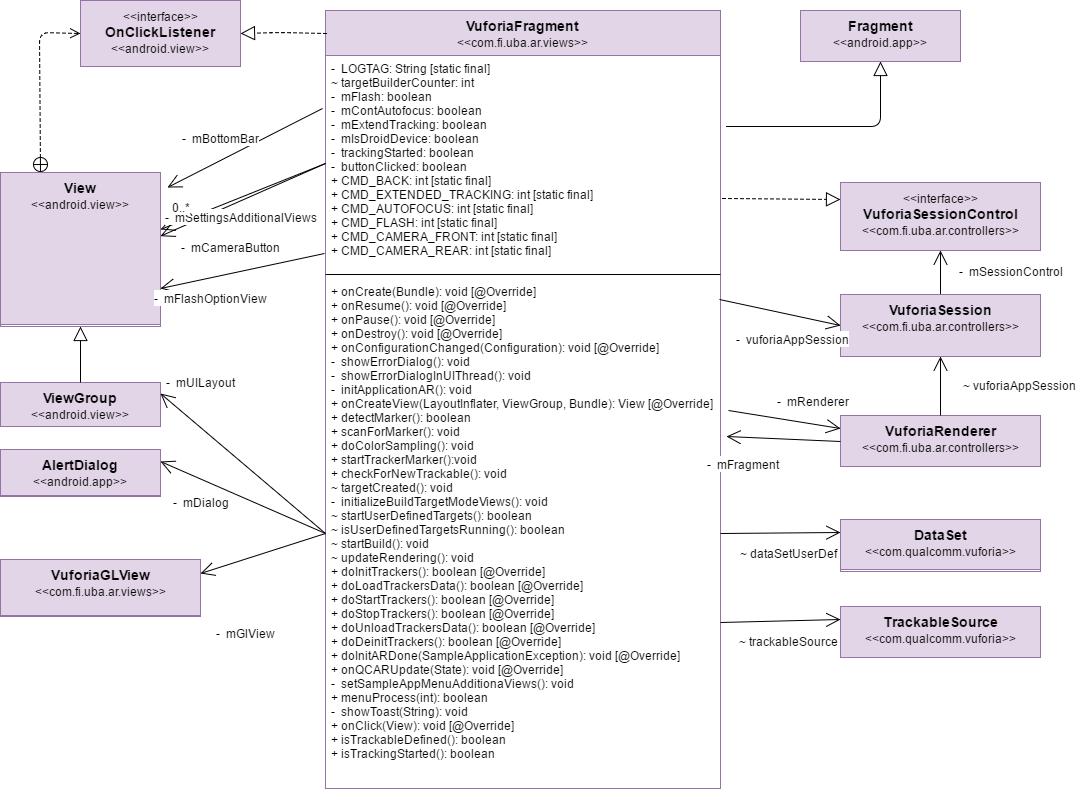 <<interface>>
OnClickListener
<<android.view>>
VuforiaFragment
<<com.fi.uba.ar.views>>
Fragment
<<android.app>>
- LOGTAG: String [static final]
~ targetBuilderCounter: int
- mFlash: boolean
- mContAutofocus: boolean
- mExtendTracking: boolean
- mIsDroidDevice: boolean
- trackingStarted: boolean
- buttonClicked: boolean
+ CMD_BACK: int [static final]
+ CMD_EXTENDED_TRACKING: int [static final]
+ CMD_AUTOFOCUS: int [static final]
+ CMD_FLASH: int [static final]
+ CMD_CAMERA_FRONT: int [static final]
+ CMD_CAMERA_REAR: int [static final]
+ onCreate(Bundle): void [@Override]
+ onResume(): void [@Override]
+ onPause(): void [@Override]
+ onDestroy(): void [@Override]
+ onConfigurationChanged(Configuration): void [@Override]
- showErrorDialog(): void
- showErrorDialogInUIThread(): void
- initApplicationAR(): void
+ onCreateView(LayoutInflater, ViewGroup, Bundle): View [@Override]
+ detectMarker(): boolean
+ scanForMarker(): void
+ doColorSampling(): void
+ startTrackerMarker():void
+ checkForNewTrackable(): void
~ targetCreated(): void
- initializeBuildTargetModeViews(): void
~ startUserDefinedTargets(): boolean
~ isUserDefinedTargetsRunning(): boolean
~ startBuild(): void
~ updateRendering(): void
+ doInitTrackers(): boolean [@Override]
+ doLoadTrackersData(): boolean [@Override]
+ doStartTrackers(): boolean [@Override]
+ doStopTrackers(): boolean [@Override]
+ doUnloadTrackersData(): boolean [@Override]
+ doDeinitTrackers(): boolean [@Override]
+ doInitARDone(SampleApplicationException): void [@Override]
+ onQCARUpdate(State): void [@Override]
- setSampleAppMenuAdditionaViews(): void
+ menuProcess(int): boolean
- showToast(String): void
+ onClick(View): void [@Override]
+ isTrackableDefined(): boolean
+ isTrackingStarted(): boolean
- mBottomBar
View
<<android.view>>
0..*
- mSettingsAdditionalViews
- mCameraButton
- mFlashOptionView
- mUILayout
ViewGroup
<<android.view>>
AlertDialog
<<android.app>>
- mDialog
VuforiaGLView
<<com.fi.uba.ar.views>>
- mGlView
<<interface>>
VuforiaSessionControl
<<com.fi.uba.ar.controllers>>
- mSessionControl
VuforiaSession
<<com.fi.uba.ar.controllers>>
- vuforiaAppSession
~ vuforiaAppSession
- mRenderer
VuforiaRenderer
<<com.fi.uba.ar.controllers>>
- mFragment
DataSet
<<com.qualcomm.vuforia>>
~ dataSetUserDef
TrackableSource
<<com.qualcomm.vuforia>>
~ trackableSource